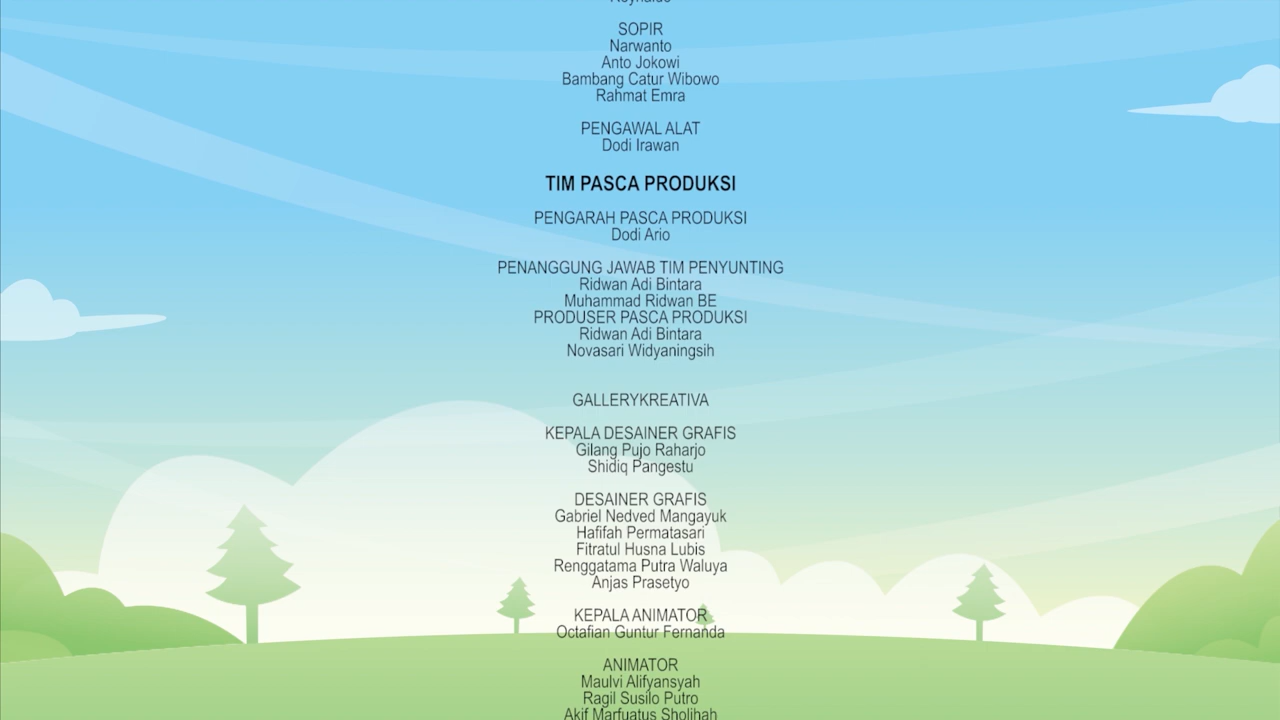 SOPIR
Narwanto
Anto Jokowi
Bambang Catur Wibowo
Rahmat Emra
PENGAWAL ALAT
Dodi Irawan
TIM PASCA PRODUKSI
PENGARAH PASCA PRODUKSI
Dodi Ario
PENANGGUNG JAWAB TIM PENYUNTING
Ridwan Adi Bintara
Muhammad Ridwan BE
PRODUSER PASCA PRODUKSI
Ridwan Adi Bintara
Novasari Widyaningsih
GALLERYKREATIVA
KEPALA DESAINER GRAFIS
Gilang Pujo Raharjo
Shidiq Pangestu
DESAINER GRAFIS
Gabriel Nedved Mangayuk
Hafifah Permatasari
Fitratul Husna Lubis
Renggatama Putra Waluya
Anjas Prasetyo
KEPALA ANIMATOR
Octafian Guntur Fernanda
ANIMATOR
Maulvi Alifyansyah
Ragil Susilo Putro
Akif Marfuatus Sholihah